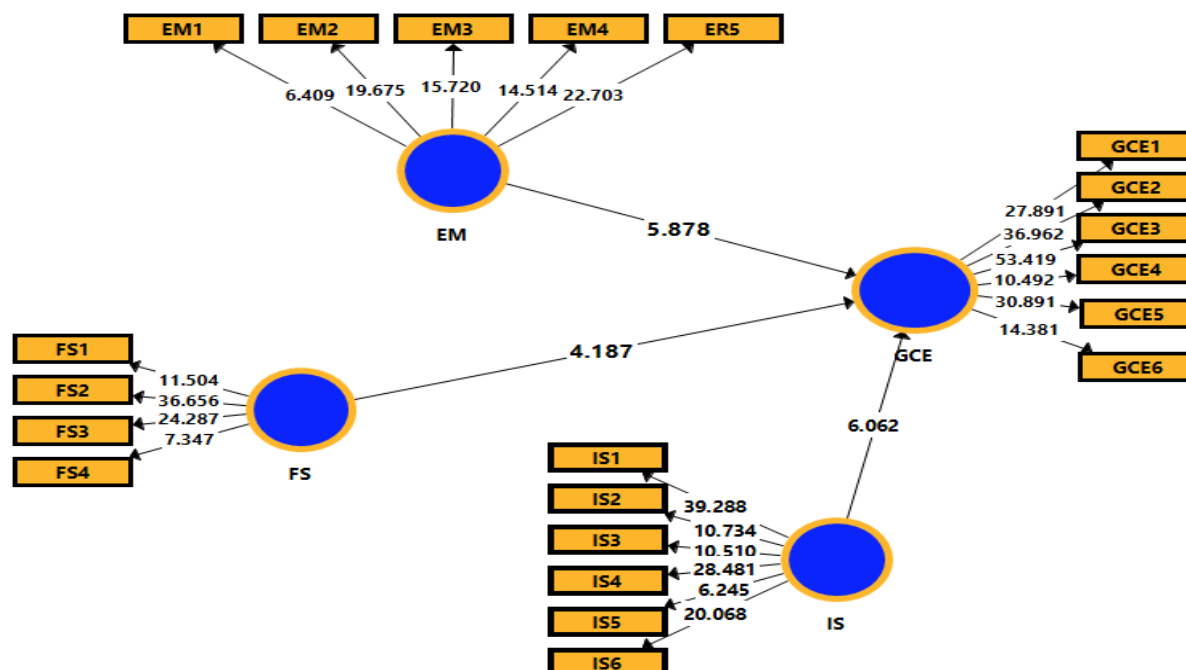 EM1
EM2
EM3
EM4
ER5
6.409
19.675
15.720
14.514
22.703
EM
5.878
GCE1
GCE2
GCE3
GCE4
GCE5
GCE6
27.891
36.962
53.419
10.492
30.891
14.381
GCE
4.187
FS1
FS2
FS3
FS4
11.504
36.656
24.287
7.347
FS
6.062
IS1
IS2
IS3
IS4
IS5
IS6
39.288
10.734
10.510
28.481
6.245
20.068
IS